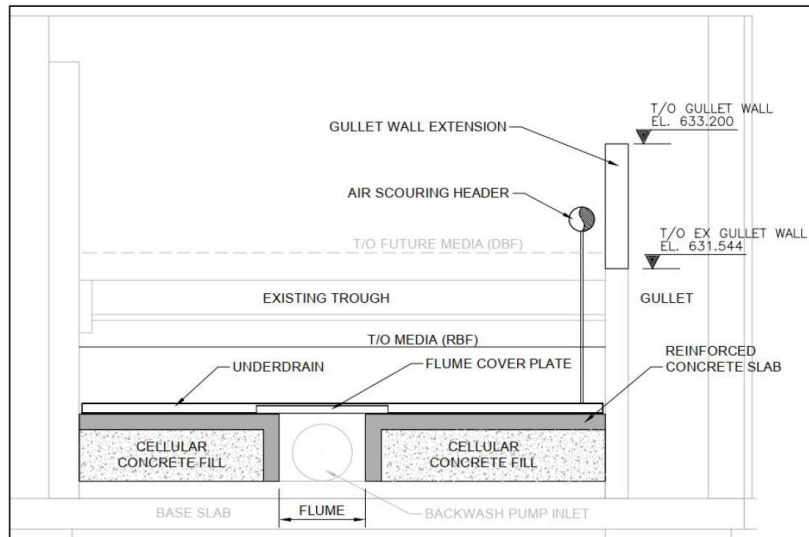 T/O GULLET WALL
EL. 633.200
GULLET WALL EXTENSION
AIR SCOURING HEADER
T/O FUTURE MEDIA (DBF)
T/O EX GULLET WALL
EL. 631.544
EXISTING TROUGH
GULLET
T/O MEDIA (RBF)
REINFORCED
CONCRETE SLAB
UNDERDRAIN
FLUME COVER PLATE
CELLULAR
CONCRETE FILL
CELLULAR
CONCRETE FILL
BASE SLAB
FLUME
BACKWASH PUMP INLET